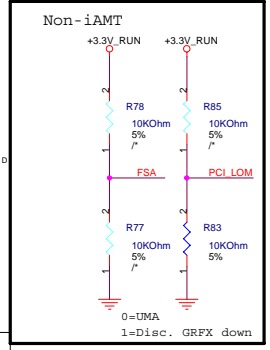 Non-iAMT
+3.3V_RUN +3.3V_RUN
2 2
R78 R85
10KOhm 10KOhm
5% 5%
/* /*
1 1
D
FSA PCI_LOM
2 2
R77 R83
10KOhm 10KOhm
5% 5%
/* /*
1 1
0=UMA
1=Disc. GRFX down